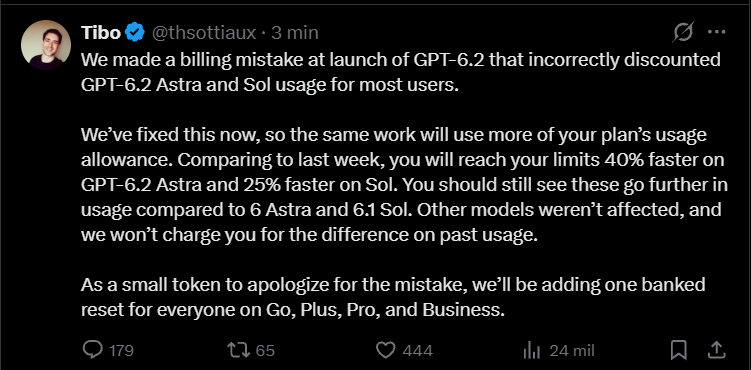 Tibo @thsottiaux · 3 min
We made a billing mistake at launch of GPT-6.2 that incorrectly discounted
GPT-6.2 Astra and Sol usage for most users.
We’ve fixed this now, so the same work will use more of your plan’s usage
allowance. Comparing to last week, you will reach your limits 40% faster on
GPT-6.2 Astra and 25% faster on Sol. You should still see these go further in
usage compared to 6 Astra and 6.1 Sol. Other models weren’t affected, and
we won’t charge you for the difference on past usage.
As a small token to apologize for the mistake, we’ll be adding one banked
reset for everyone on Go, Plus, Pro, and Business.
179 65 444 24 mil